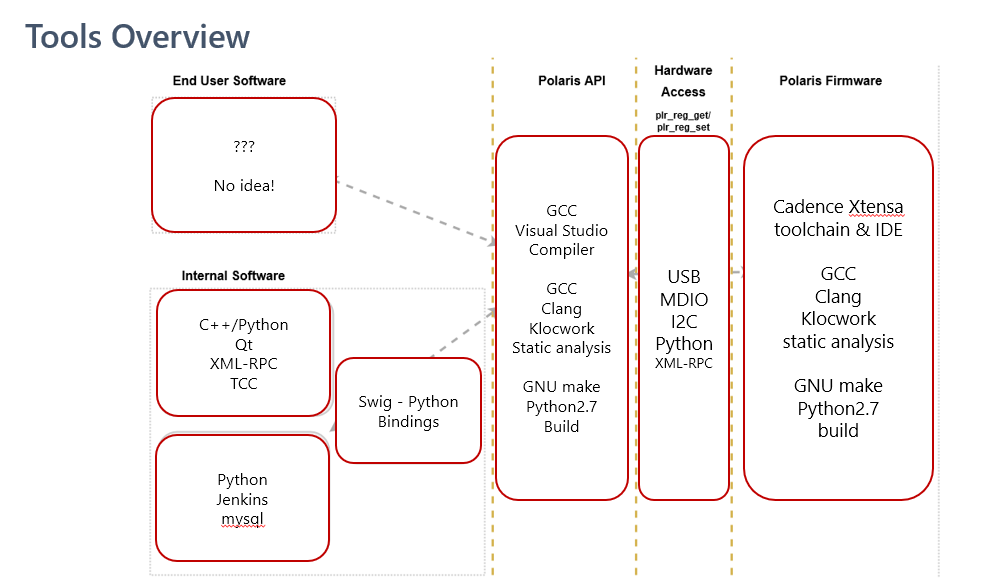 Tools Overview
End User Software
???
No idea!
Internal Software
C++/Python
Qt
XML-RPC
TCC
Swig - Python
Bindings
Python
Jenkins
mysql
Polaris API
GCC
Visual Studio
Compiler
GCC
Clang
Klocwork
Static analysis
GNU make
Python2.7
Build
Hardware
Access
plr_reg_get/
plr_reg_set
USB
MDIO
I2C
Python
XML-RPC
Polaris Firmware
Cadence Xtensa
toolchain & IDE
GCC
Clang
Klocwork
static analysis
GNU make
Python2.7
build